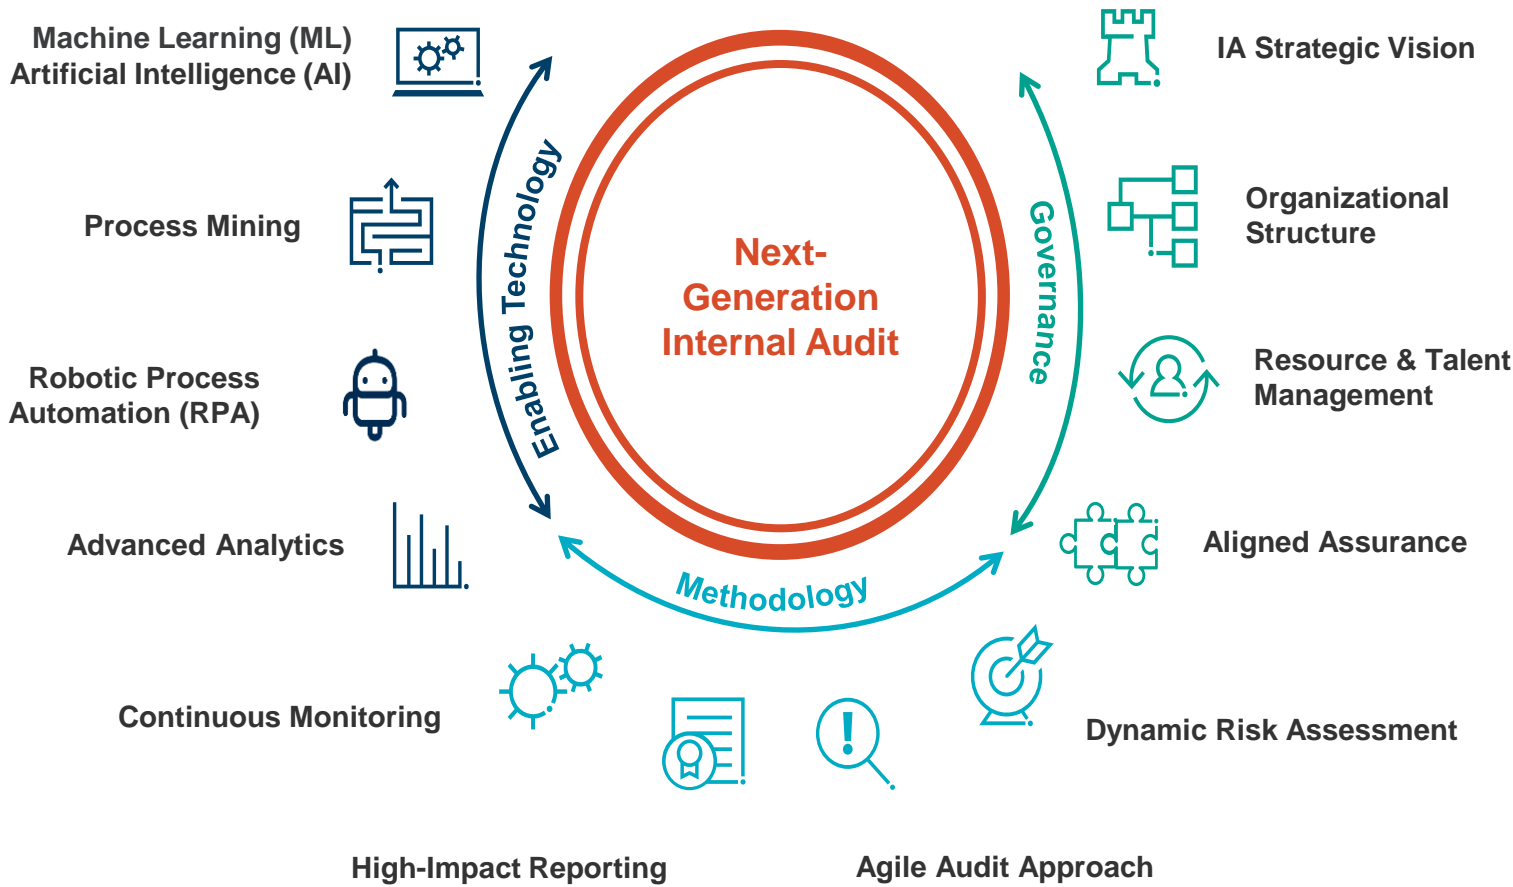 Machine Learning (ML)
Artificial Intelligence (AI)
IA Strategic Vision
Process Mining
Organizational
Structure
Enabling Technology
Next-
Generation
Internal Audit
Governance
Robotic Process
Automation (RPA)
Resource & Talent
Management
Advanced Analytics
Aligned Assurance
Methodology
Continuous Monitoring
Dynamic Risk Assessment
High-Impact Reporting
Agile Audit Approach